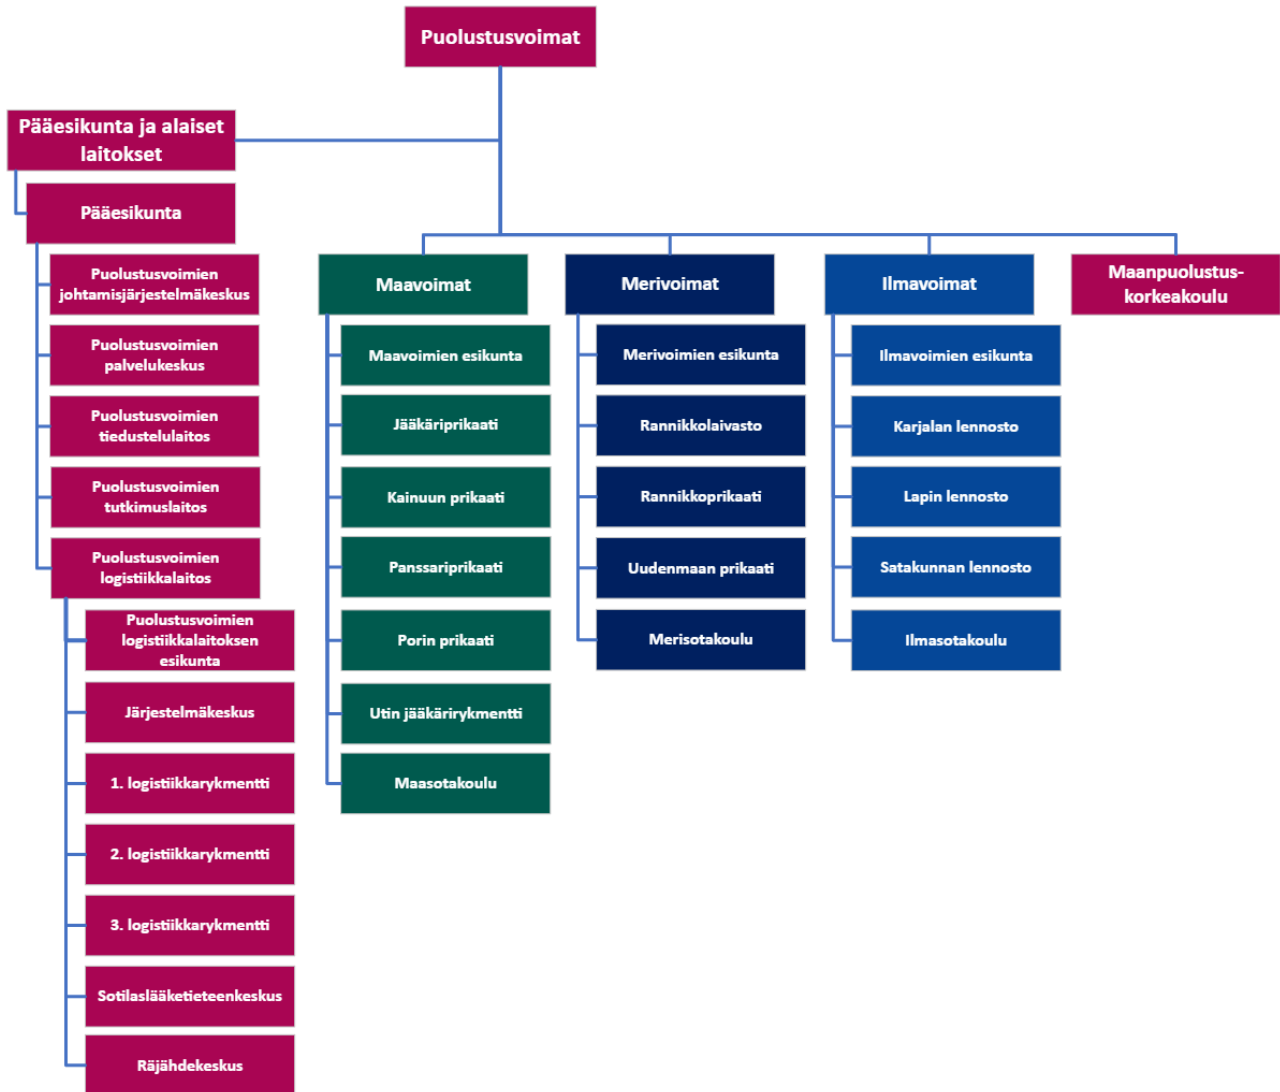 Puolustusvoimat
Pääesikunta ja alaiset
laitokset
Pääesikunta
Puolustusvoimien
johtamisjärjestelmäkeskus
Puolustusvoimien
palvelukeskus
Puolustusvoimien
tiedustelulaitos
Puolustusvoimien
tutkimuslaitos
Puolustusvoimien
logistiikkalaitos
Puolustusvoimien
logistiikkalaitoksen
esikunta
Järjestelmäkeskus
1. logistiikkarykmentti
2. logistiikkarykmentti
3. logistiikkarykmentti
Sotilaslääketieteenkeskus
Räjähdekeskus
Maavoimat
Maavoimien esikunta
Jääkäriprikaati
Kainuun prikaati
Panssariprikaati
Porin prikaati
Utin jääkärirykmentti
Maasotakoulu
Merivoimat
Merivoimien esikunta
Rannikkolaivasto
Rannikkoprikaati
Uudenmaan prikaati
Merisotakoulu
Ilmavoimat
Ilmavoimien esikunta
Karjalan lennosto
Lapin lennosto
Satakunnan lennosto
Ilmasotakoulu
Maanpuolustus-
korkeakoulu